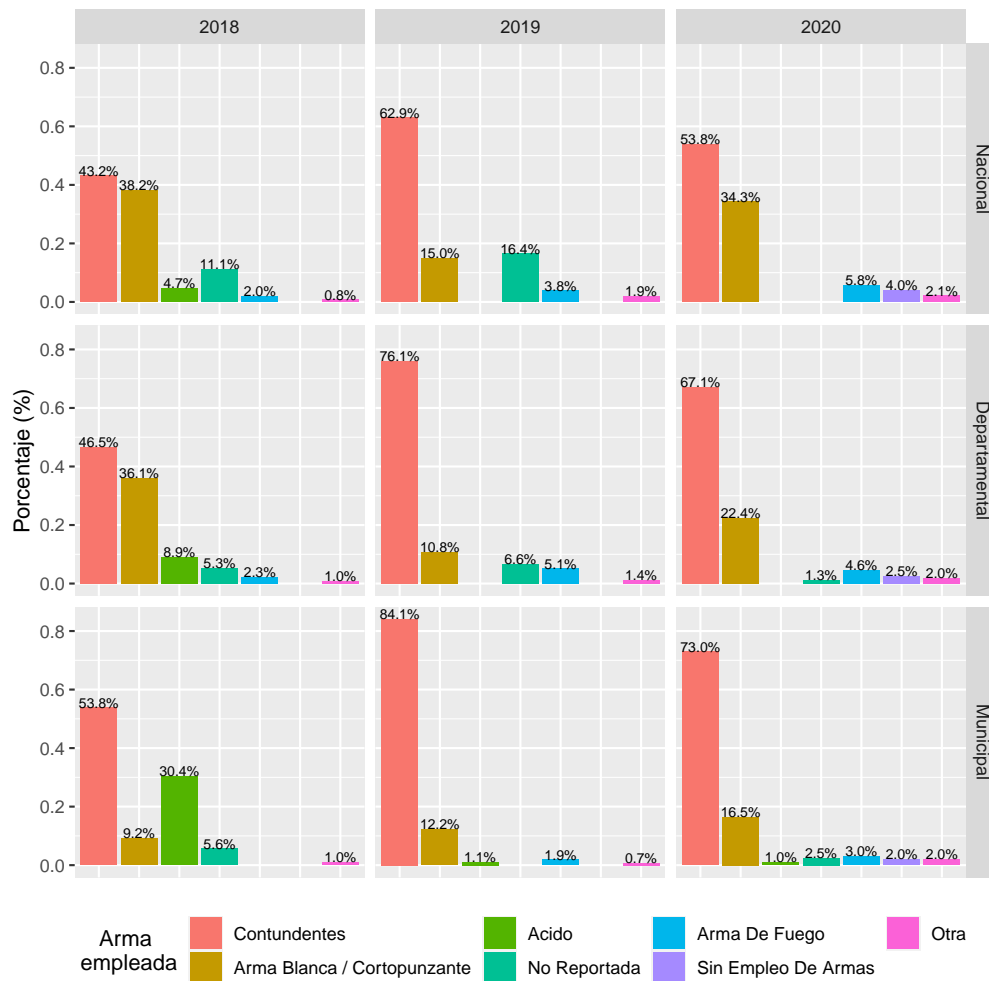 2018 2019 2020
0.8
0.6
0.4
0.2
0.0
43.2% 38.2% 4.7% 11.1% 2.0% 0.8%
62.9% 15.0% 16.4% 3.8% 1.9%
53.8% 34.3% 5.8% 4.0% 2.1%
Nacional
0.8
0.6
0.4
0.2
0.0
46.5% 36.1% 8.9% 5.3% 2.3% 1.0%
76.1% 10.8% 6.6% 5.1% 1.4%
67.1% 22.4% 1.3% 4.6% 2.5% 2.0%
Departamental
0.8
0.6
0.4
0.2
0.0
53.8% 9.2% 30.4% 5.6% 1.0%
84.1% 12.2% 1.1% 1.9% 0.7%
73.0% 16.5% 1.0% 2.5% 3.0% 2.0% 2.0%
Municipal
Porcentaje (%)
Arma
empleada
Contundentes
Arma Blanca / Cortopunzante
Acido
No Reportada
Arma De Fuego
Sin Empleo De Armas
Otra